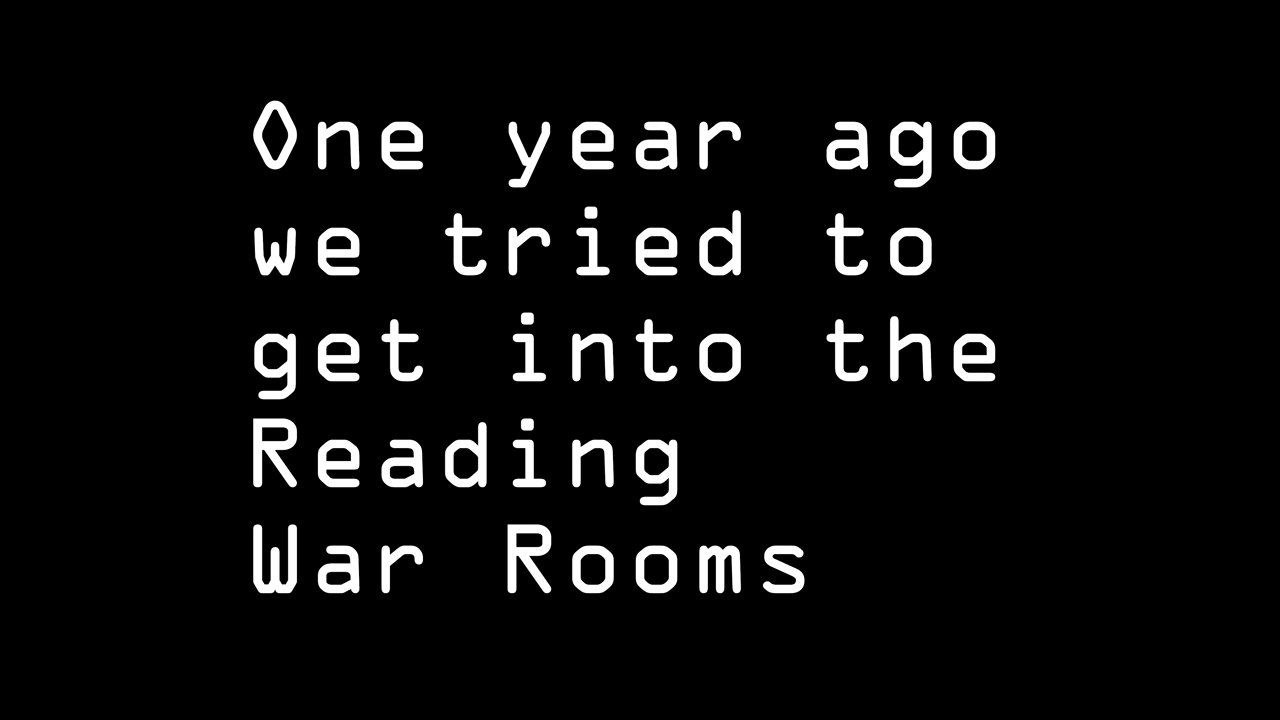 One year ago
we tried to
get into the
Reading
War Rooms